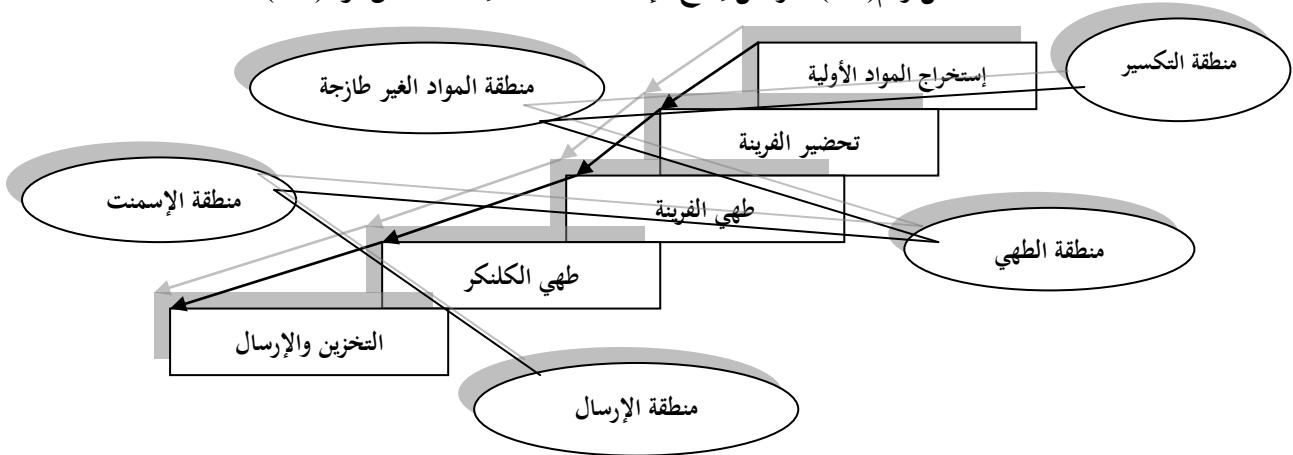 منطقة التكسير
إستخراج المواد الأولية
منطقة المواد الغير طازجة
تحضير الفرينة
طهي الفرينة
منطقة الإسمنت
منطقة الطهي
طهي الكلنكر
التخزين والإرسال
منطقة الإرسال